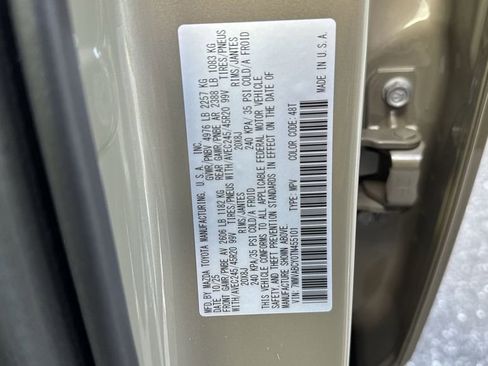 MFD BY MAZDA TOYOTA MANUFACTURING, U.S.A., INC.
DATE 10/25 GWVR/PNBV 4976 LB 2257 KG
FRONT GAWR/PNBE AV 2606 LB 1182 KG REAR GAWR/PNBE AR 2388 LB 1083 KG
WITH/AVEC245/45R20 99V TIRES/PNEUS WITH/AVEC245/45R20 99V TIRES/PNEUS
RIMS/JANTES RIMS/JANTES
20X8J 20X8J
240 KPA/35 PSI COLD/A FROID 240 KPA/35 PSI COLD/A FROID
THIS VEHICLE CONFORMS TO ALL APPLICABLE FEDERAL MOTOR VEHICLE
SAFETY AND THEFT PREVENTION STANDARDS IN EFFECT ON THE DATE OF
MANUFACTURE SHOWN ABOVE.
VIN: TYPE: MPV COLOR CODE: 48T MADE IN U.S.A.